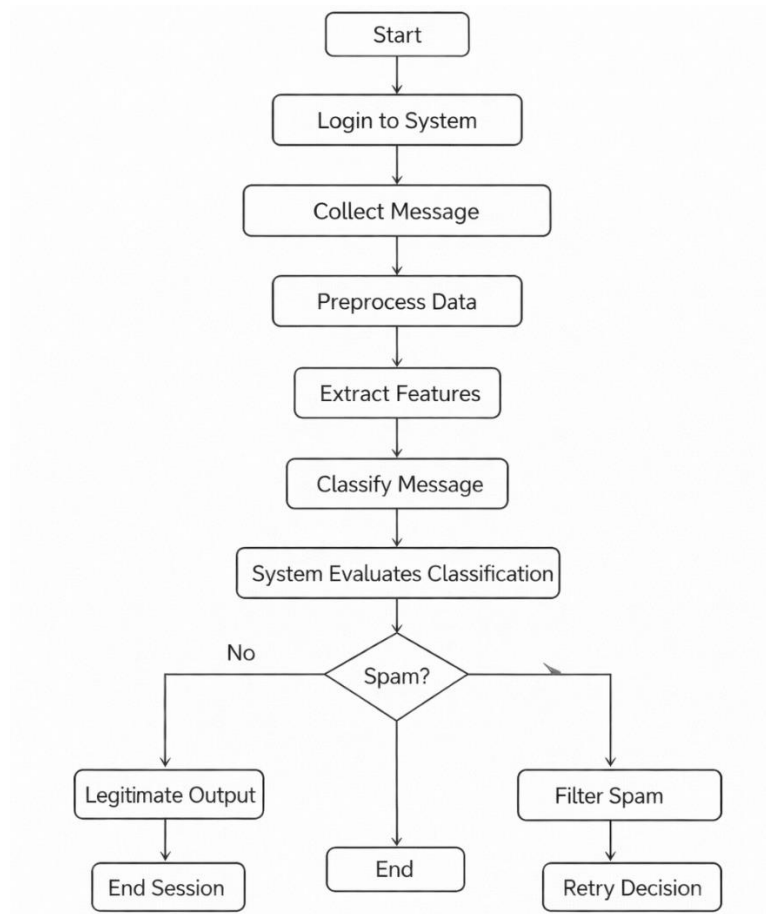 Start
Login to System
Collect Message
Preprocess Data
Extract Features
Classify Message
System Evaluates Classification
Spam?
No
Legitimate Output
Filter Spam
End Session
End
Retry Decision